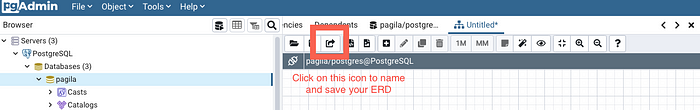 pgAdmin File Object Tools Help
Browser
encies Dependents pagila/postgre... Untitled*
Servers (3)
PostgreSQL
Databases (3)
pagila
Casts
Catalogs
1M MM
pagila/postgres@PostgreSQL
Click on this icon to name
and save your ERD